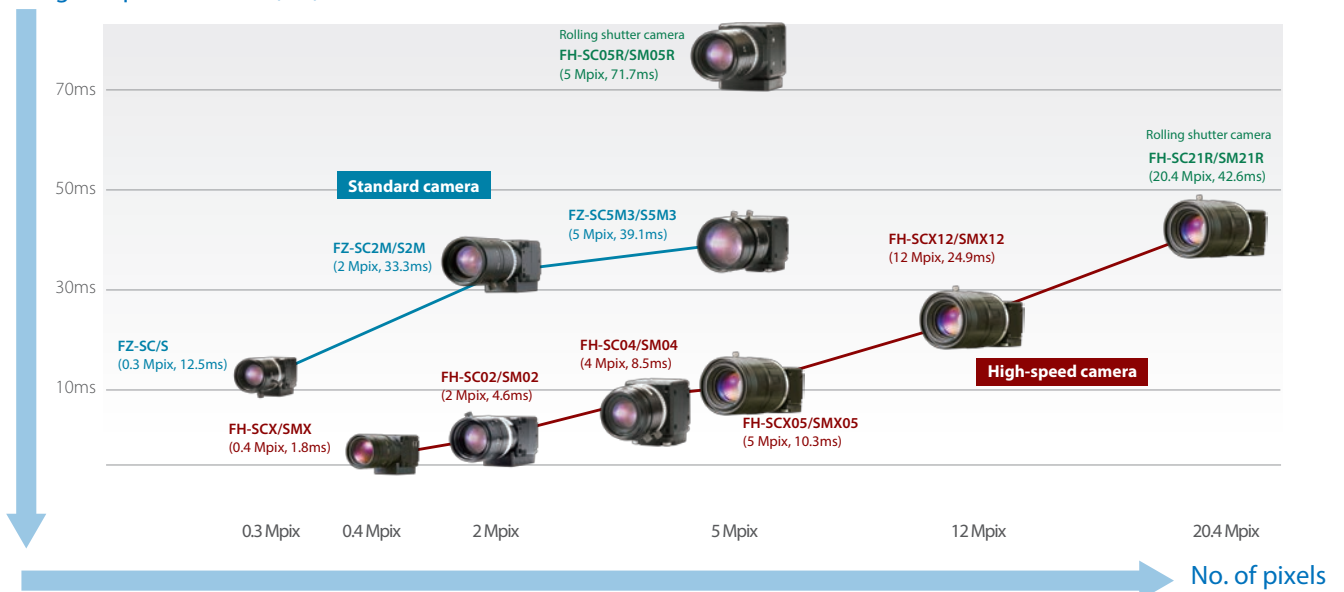 Rolling shutter camera
FH-SC05R/SM05R
(5 Mpix, 71.7ms)
70ms
Rolling shutter camera
FH-SC21R/SM21R
(20.4 Mpix, 42.6ms)
50ms
Standard camera
FZ-SC5M3/S5M3
(5 Mpix, 39.1ms)
FZ-SC2M/S2M
(2 Mpix, 33.3ms)
FH-SCX12/SMX12
(12 Mpix, 24.9ms)
30ms
FZ-SC/S
(0.3 Mpix, 12.5ms)
FH-SC04/SM04
(4 Mpix, 8.5ms)
High-speed camera
10ms
FH-SC02/SM02
(2 Mpix, 4.6ms)
FH-SCX/SMX
(0.4 Mpix, 1.8ms)
FH-SCX05/SMX05
(5 Mpix, 10.3ms)
0.3 Mpix
0.4 Mpix
2 Mpix
5 Mpix
12 Mpix
20.4 Mpix
No. of pixels